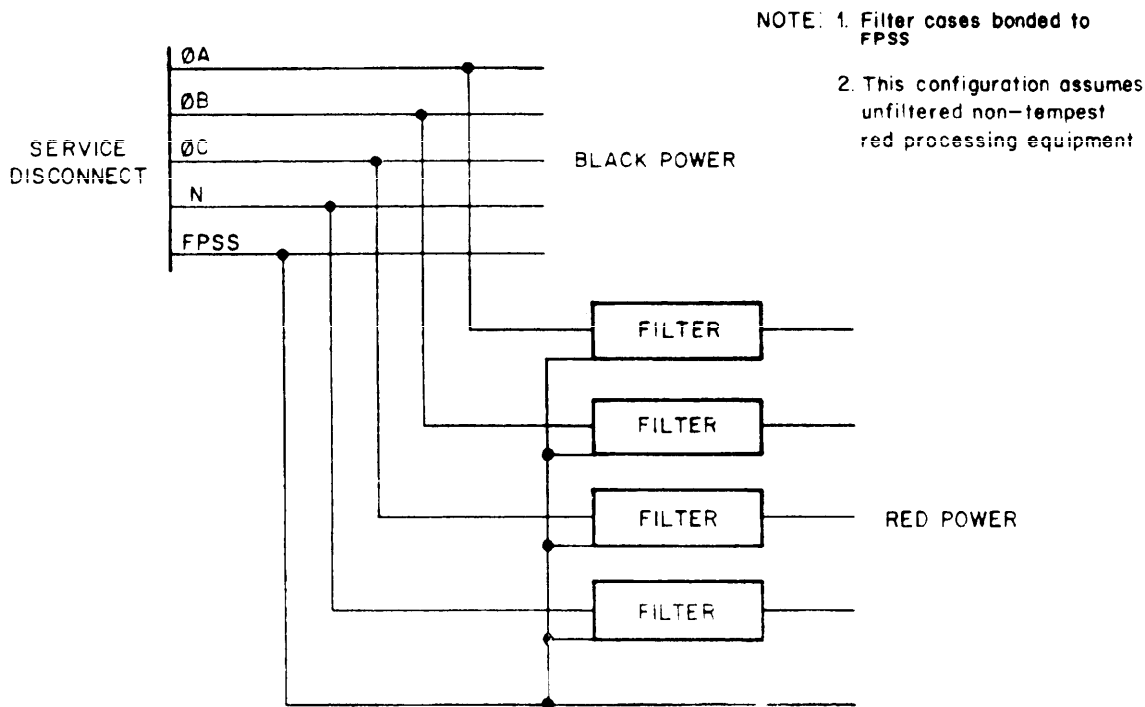 NOTE: 1. Filter cases bonded to
FPSS
2. This configuration assumes
unfiltered non-tempest
red processing equipment
ØA
ØB
SERVICE
DISCONNECT
ØC
BLACK POWER
N
FPSS
FILTER
FILTER
FILTER
RED POWER
FILTER